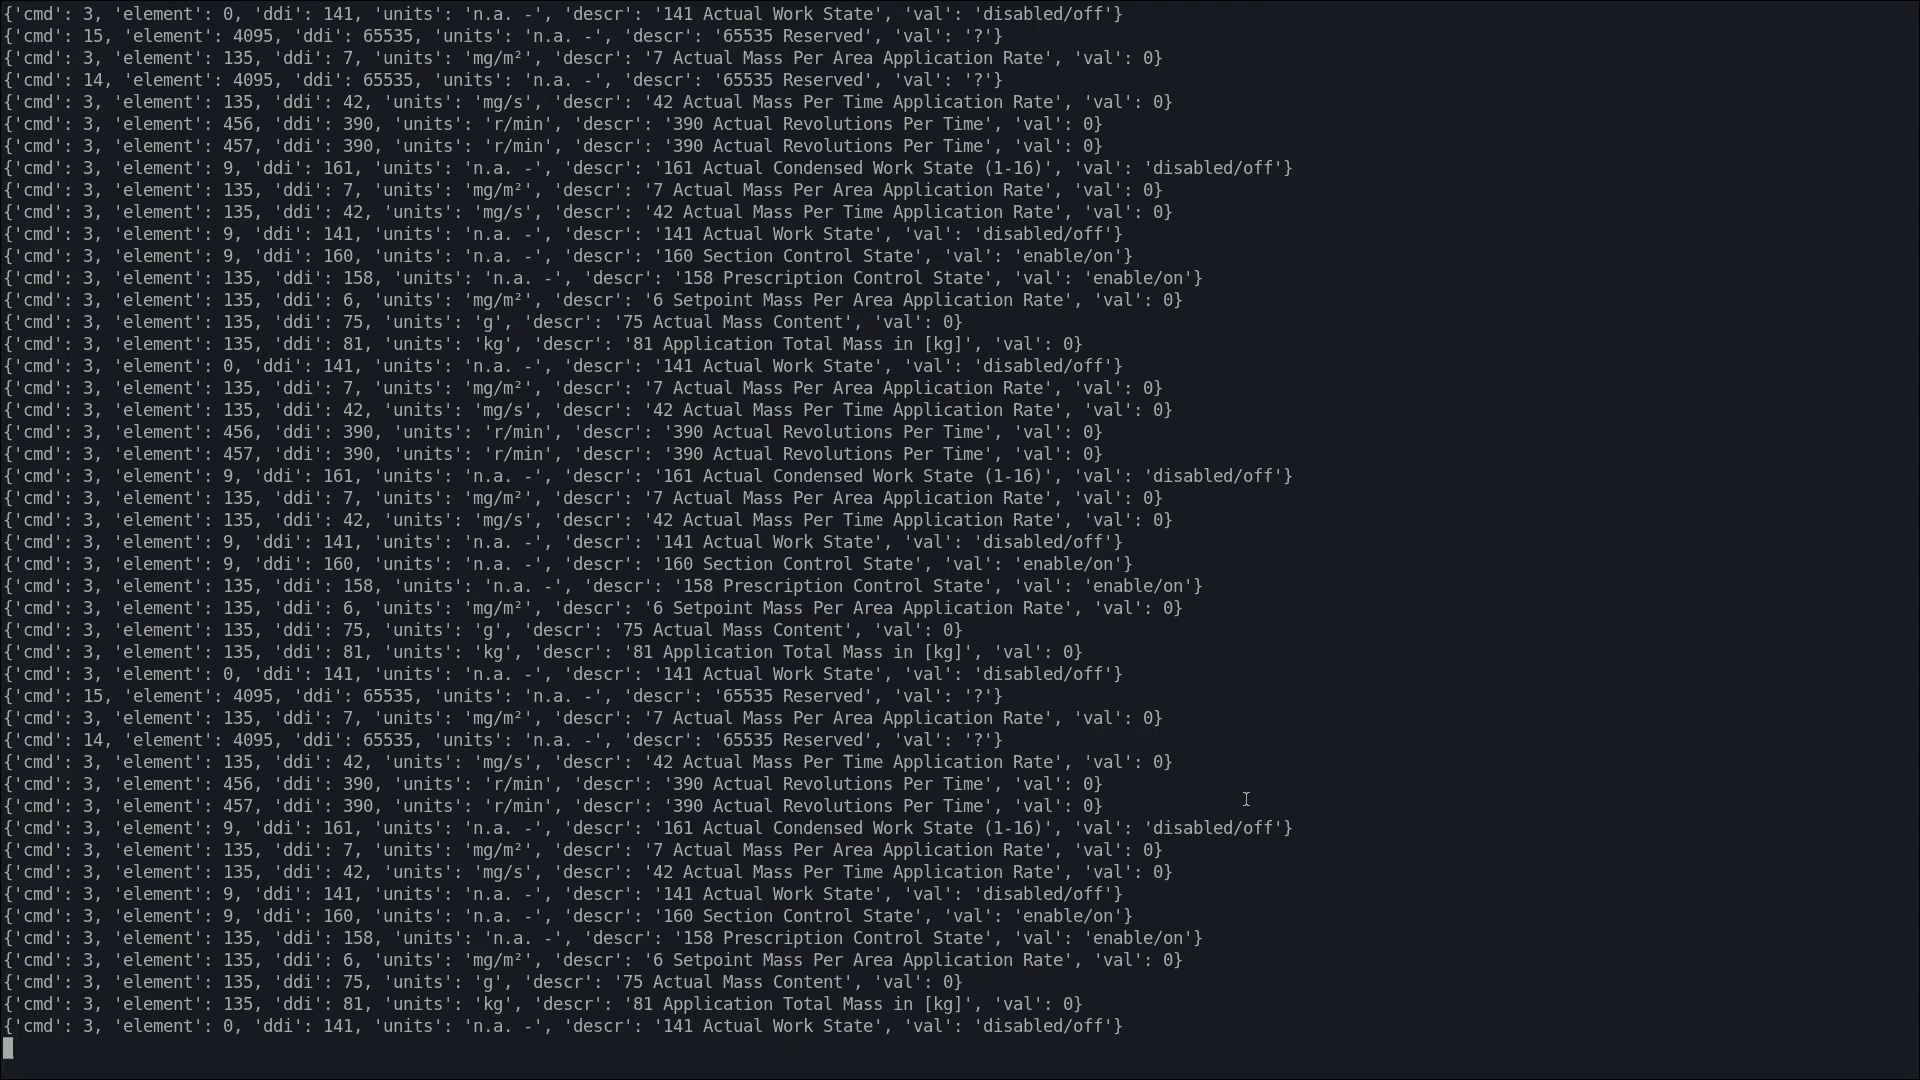 {'cmd': 3, 'element': 0, 'ddi': 141, 'units': 'n.a. -', 'descr': '141 Actual Work State', 'val': 'disabled/off'}
{'cmd': 15, 'element': 4095, 'ddi': 65535, 'units': 'n.a. -', 'descr': '65535 Reserved', 'val': '?'}
{'cmd': 3, 'element': 135, 'ddi': 7, 'units': 'mg/m²', 'descr': '7 Actual Mass Per Area Application Rate', 'val': 0}
{'cmd': 14, 'element': 4095, 'ddi': 65535, 'units': 'n.a. -', 'descr': '65535 Reserved', 'val': '?'}
{'cmd': 3, 'element': 135, 'ddi': 42, 'units': 'mg/s', 'descr': '42 Actual Mass Per Time Application Rate', 'val': 0}
{'cmd': 3, 'element': 456, 'ddi': 390, 'units': 'r/min', 'descr': '390 Actual Revolutions Per Time', 'val': 0}
{'cmd': 3, 'element': 457, 'ddi': 390, 'units': 'r/min', 'descr': '390 Actual Revolutions Per Time', 'val': 0}
{'cmd': 3, 'element': 9, 'ddi': 161, 'units': 'n.a. -', 'descr': '161 Actual Condensed Work State (1-16)', 'val': 'disabled/off'}
{'cmd': 3, 'element': 135, 'ddi': 7, 'units': 'mg/m²', 'descr': '7 Actual Mass Per Area Application Rate', 'val': 0}
{'cmd': 3, 'element': 135, 'ddi': 42, 'units': 'mg/s', 'descr': '42 Actual Mass Per Time Application Rate', 'val': 0}
{'cmd': 3, 'element': 9, 'ddi': 141, 'units': 'n.a. -', 'descr': '141 Actual Work State', 'val': 'disabled/off'}
{'cmd': 3, 'element': 9, 'ddi': 160, 'units': 'n.a. -', 'descr': '160 Section Control State', 'val': 'enable/on'}
{'cmd': 3, 'element': 135, 'ddi': 158, 'units': 'n.a. -', 'descr': '158 Prescription Control State', 'val': 'enable/on'}
{'cmd': 3, 'element': 135, 'ddi': 6, 'units': 'mg/m²', 'descr': '6 Setpoint Mass Per Area Application Rate', 'val': 0}
{'cmd': 3, 'element': 135, 'ddi': 75, 'units': 'g', 'descr': '75 Actual Mass Content', 'val': 0}
{'cmd': 3, 'element': 135, 'ddi': 81, 'units': 'kg', 'descr': '81 Application Total Mass in [kg]', 'val': 0}
{'cmd': 3, 'element': 0, 'ddi': 141, 'units': 'n.a. -', 'descr': '141 Actual Work State', 'val': 'disabled/off'}
{'cmd': 3, 'element': 135, 'ddi': 7, 'units': 'mg/m²', 'descr': '7 Actual Mass Per Area Application Rate', 'val': 0}
{'cmd': 3, 'element': 135, 'ddi': 42, 'units': 'mg/s', 'descr': '42 Actual Mass Per Time Application Rate', 'val': 0}
{'cmd': 3, 'element': 456, 'ddi': 390, 'units': 'r/min', 'descr': '390 Actual Revolutions Per Time', 'val': 0}
{'cmd': 3, 'element': 457, 'ddi': 390, 'units': 'r/min', 'descr': '390 Actual Revolutions Per Time', 'val': 0}
{'cmd': 3, 'element': 9, 'ddi': 161, 'units': 'n.a. -', 'descr': '161 Actual Condensed Work State (1-16)', 'val': 'disabled/off'}
{'cmd': 3, 'element': 135, 'ddi': 7, 'units': 'mg/m²', 'descr': '7 Actual Mass Per Area Application Rate', 'val': 0}
{'cmd': 3, 'element': 135, 'ddi': 42, 'units': 'mg/s', 'descr': '42 Actual Mass Per Time Application Rate', 'val': 0}
{'cmd': 3, 'element': 9, 'ddi': 141, 'units': 'n.a. -', 'descr': '141 Actual Work State', 'val': 'disabled/off'}
{'cmd': 3, 'element': 9, 'ddi': 160, 'units': 'n.a. -', 'descr': '160 Section Control State', 'val': 'enable/on'}
{'cmd': 3, 'element': 135, 'ddi': 158, 'units': 'n.a. -', 'descr': '158 Prescription Control State', 'val': 'enable/on'}
{'cmd': 3, 'element': 135, 'ddi': 6, 'units': 'mg/m²', 'descr': '6 Setpoint Mass Per Area Application Rate', 'val': 0}
{'cmd': 3, 'element': 135, 'ddi': 75, 'units': 'g', 'descr': '75 Actual Mass Content', 'val': 0}
{'cmd': 3, 'element': 135, 'ddi': 81, 'units': 'kg', 'descr': '81 Application Total Mass in [kg]', 'val': 0}
{'cmd': 3, 'element': 0, 'ddi': 141, 'units': 'n.a. -', 'descr': '141 Actual Work State', 'val': 'disabled/off'}
{'cmd': 15, 'element': 4095, 'ddi': 65535, 'units': 'n.a. -', 'descr': '65535 Reserved', 'val': '?'}
{'cmd': 3, 'element': 135, 'ddi': 7, 'units': 'mg/m²', 'descr': '7 Actual Mass Per Area Application Rate', 'val': 0}
{'cmd': 14, 'element': 4095, 'ddi': 65535, 'units': 'n.a. -', 'descr': '65535 Reserved', 'val': '?'}
{'cmd': 3, 'element': 135, 'ddi': 42, 'units': 'mg/s', 'descr': '42 Actual Mass Per Time Application Rate', 'val': 0}
{'cmd': 3, 'element': 456, 'ddi': 390, 'units': 'r/min', 'descr': '390 Actual Revolutions Per Time', 'val': 0}
{'cmd': 3, 'element': 457, 'ddi': 390, 'units': 'r/min', 'descr': '390 Actual Revolutions Per Time', 'val': 0}
{'cmd': 3, 'element': 9, 'ddi': 161, 'units': 'n.a. -', 'descr': '161 Actual Condensed Work State (1-16)', 'val': 'disabled/off'}
{'cmd': 3, 'element': 135, 'ddi': 7, 'units': 'mg/m²', 'descr': '7 Actual Mass Per Area Application Rate', 'val': 0}
{'cmd': 3, 'element': 135, 'ddi': 42, 'units': 'mg/s', 'descr': '42 Actual Mass Per Time Application Rate', 'val': 0}
{'cmd': 3, 'element': 9, 'ddi': 141, 'units': 'n.a. -', 'descr': '141 Actual Work State', 'val': 'disabled/off'}
{'cmd': 3, 'element': 9, 'ddi': 160, 'units': 'n.a. -', 'descr': '160 Section Control State', 'val': 'enable/on'}
{'cmd': 3, 'element': 135, 'ddi': 158, 'units': 'n.a. -', 'descr': '158 Prescription Control State', 'val': 'enable/on'}
{'cmd': 3, 'element': 135, 'ddi': 6, 'units': 'mg/m²', 'descr': '6 Setpoint Mass Per Area Application Rate', 'val': 0}
{'cmd': 3, 'element': 135, 'ddi': 75, 'units': 'g', 'descr': '75 Actual Mass Content', 'val': 0}
{'cmd': 3, 'element': 135, 'ddi': 81, 'units': 'kg', 'descr': '81 Application Total Mass in [kg]', 'val': 0}
{'cmd': 3, 'element': 0, 'ddi': 141, 'units': 'n.a. -', 'descr': '141 Actual Work State', 'val': 'disabled/off'}